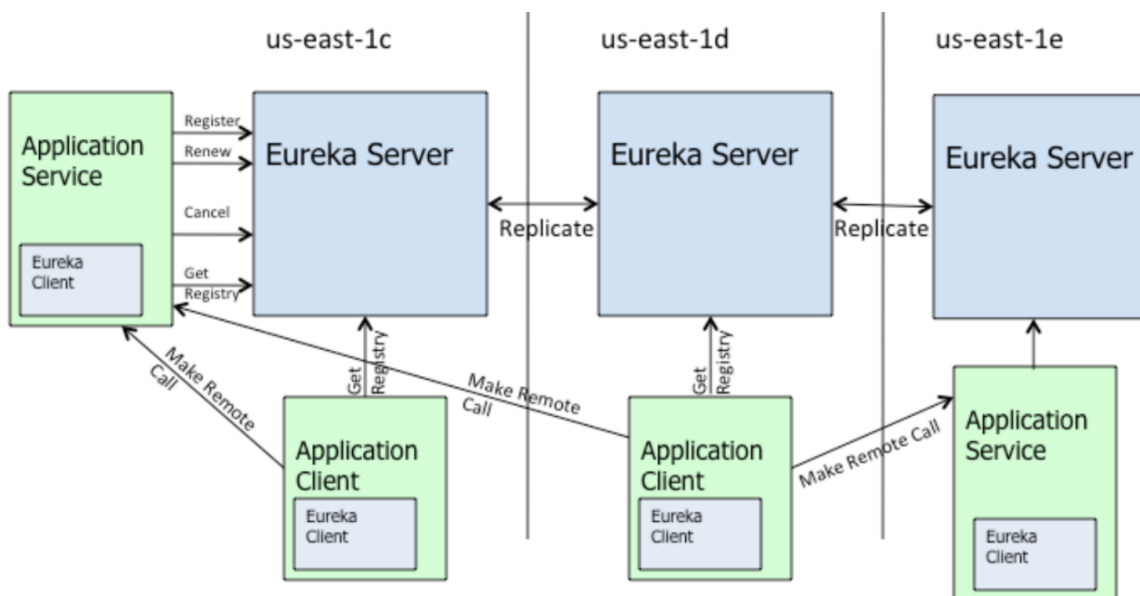 us-east-1c
us-east-1d
us-east-1e
Application
Service
Eureka
Client
Register
Renew
Cancel
Get
Registry
Eureka Server
Replicate
Eureka Server
Replicate
Eureka Server
Make Remote
Call
Get
Registry
Make Remote
Call
Get
Registry
Make Remote Call
Application
Client
Eureka
Client
Application
Client
Eureka
Client
Application
Service
Eureka
Client